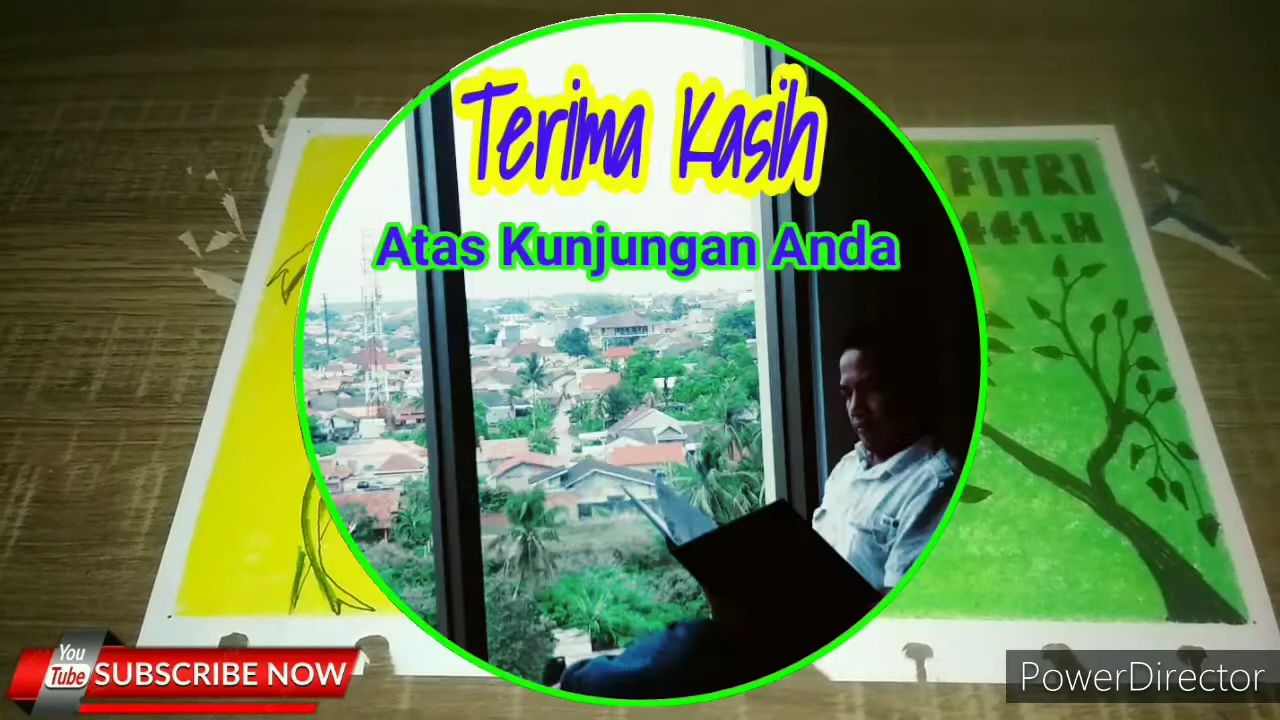 Terima Kasih
Atas Kunjungan Anda
FITRI
441.H
You
Tube
SUBSCRIBE NOW
PowerDirector